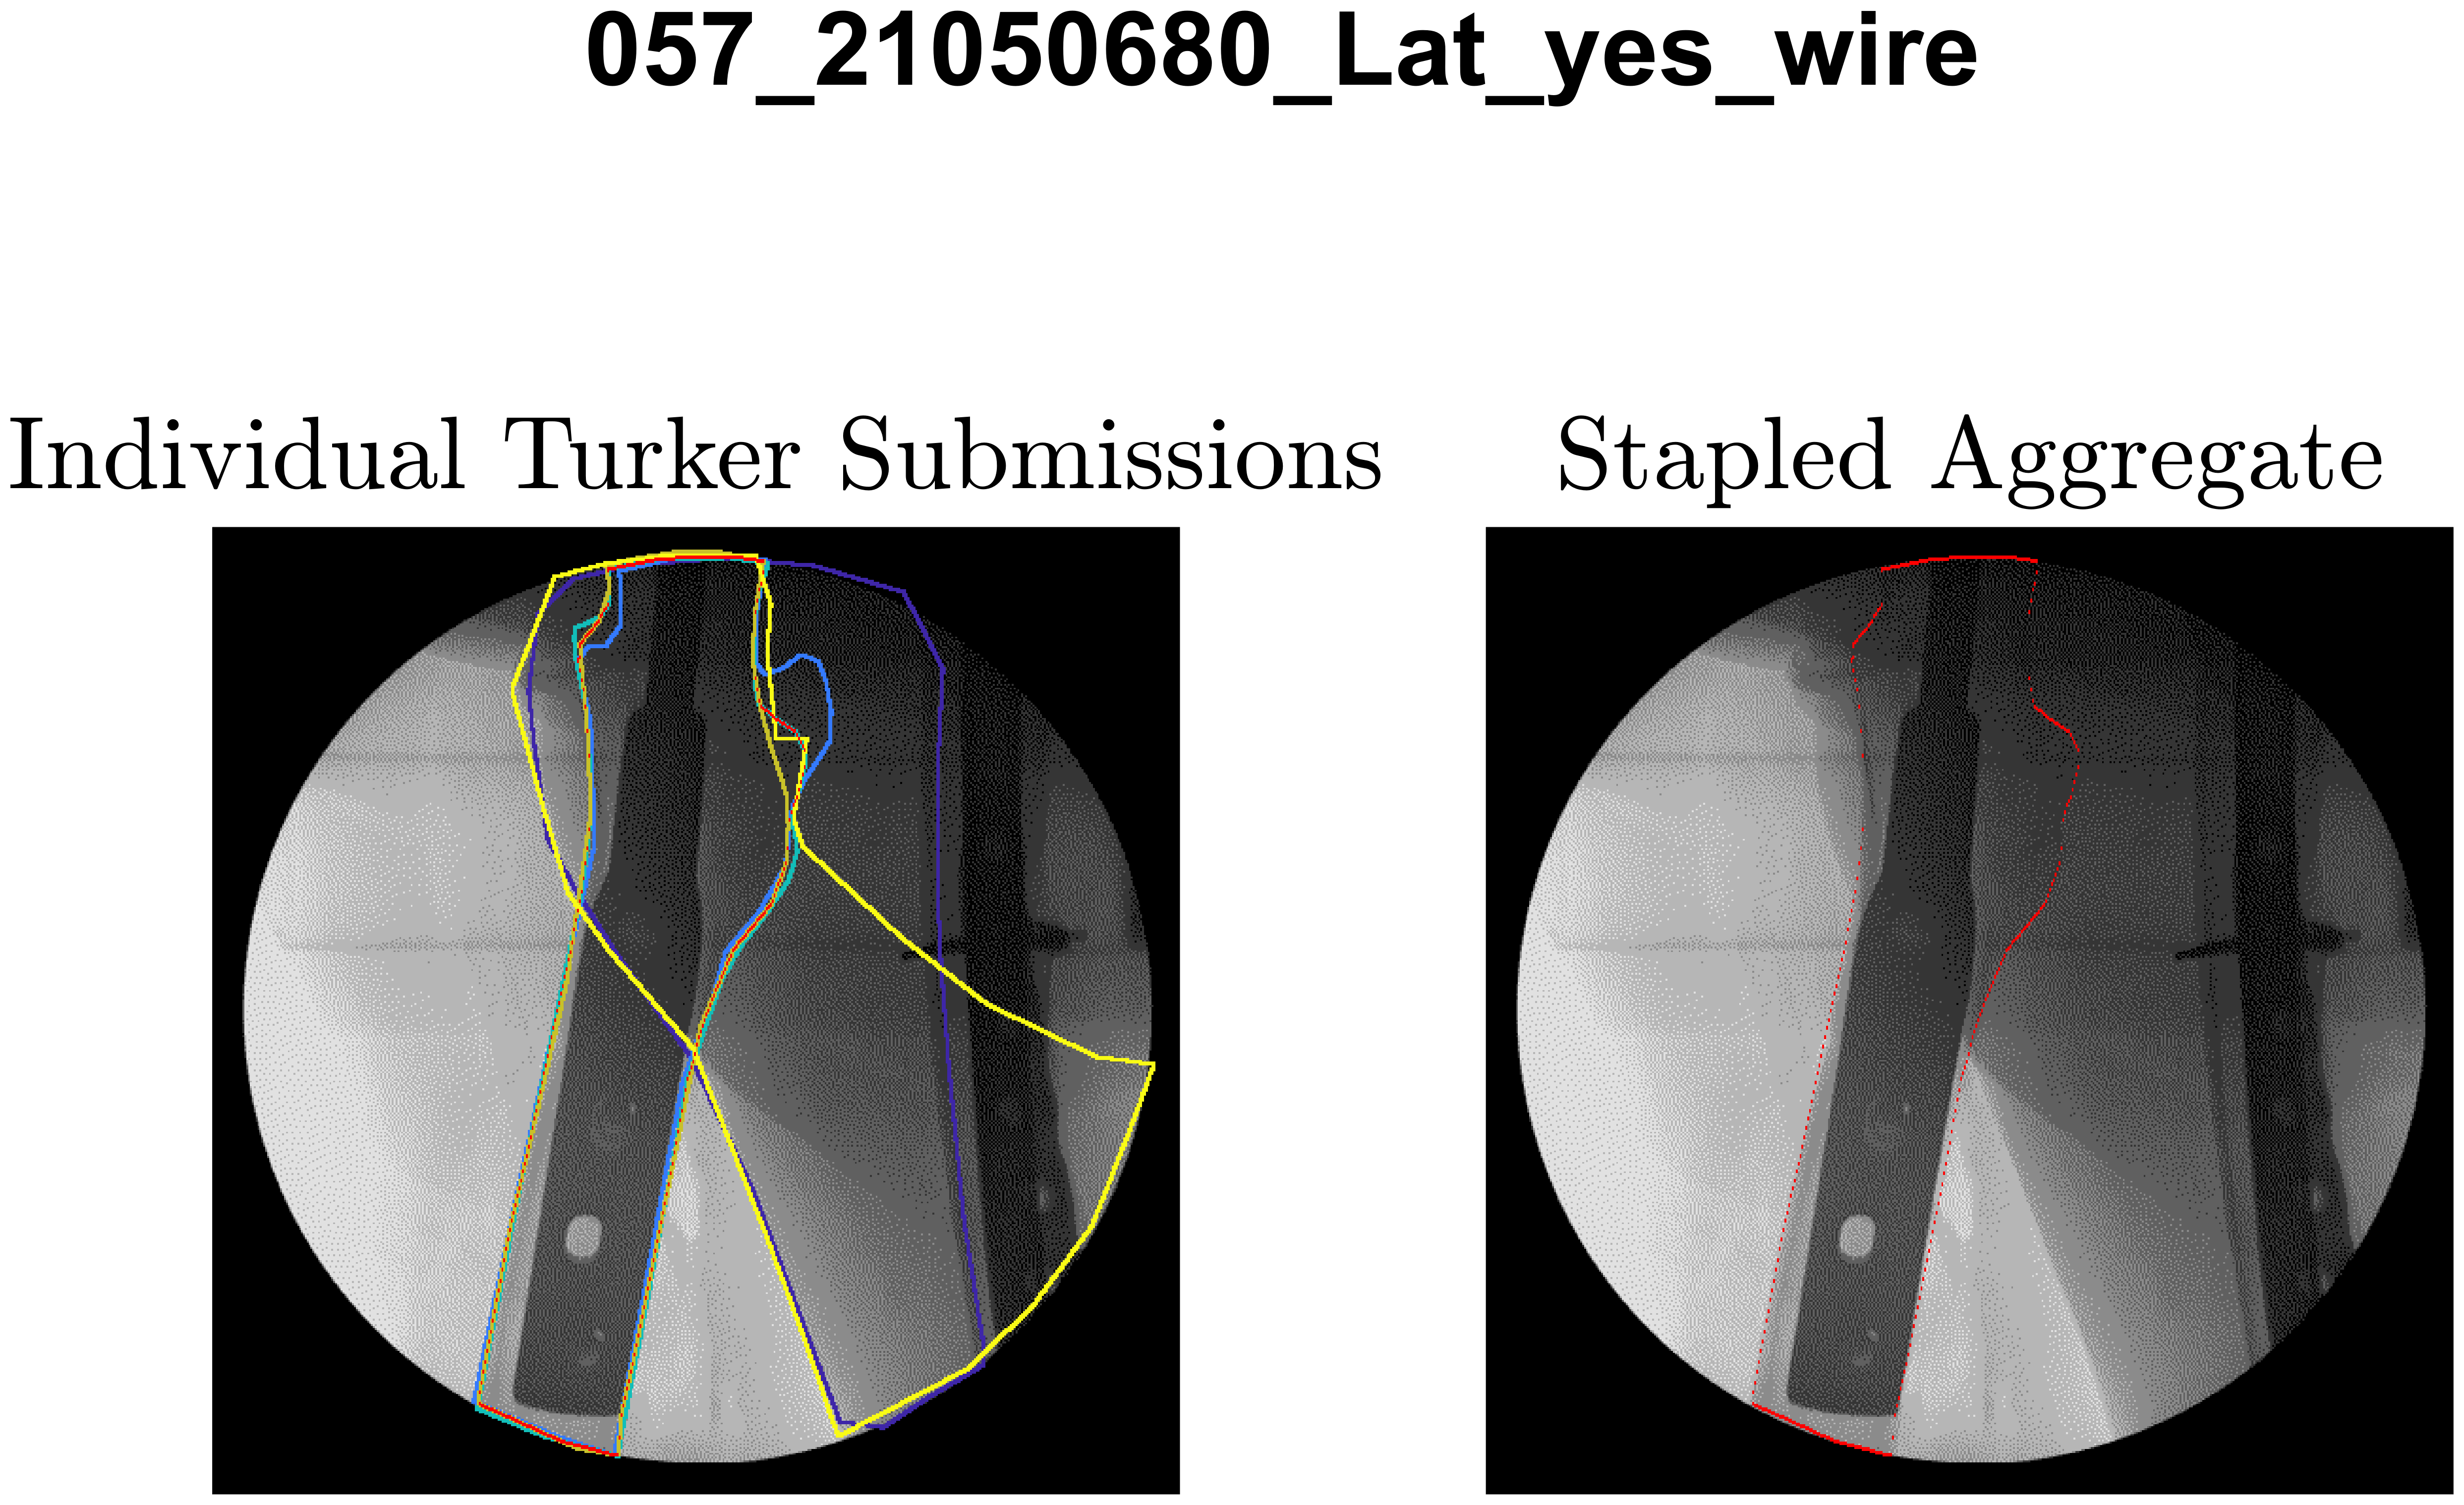 057_21050680_Lat_yes_wire
Individual Turker Submissions
Stapled Aggregate